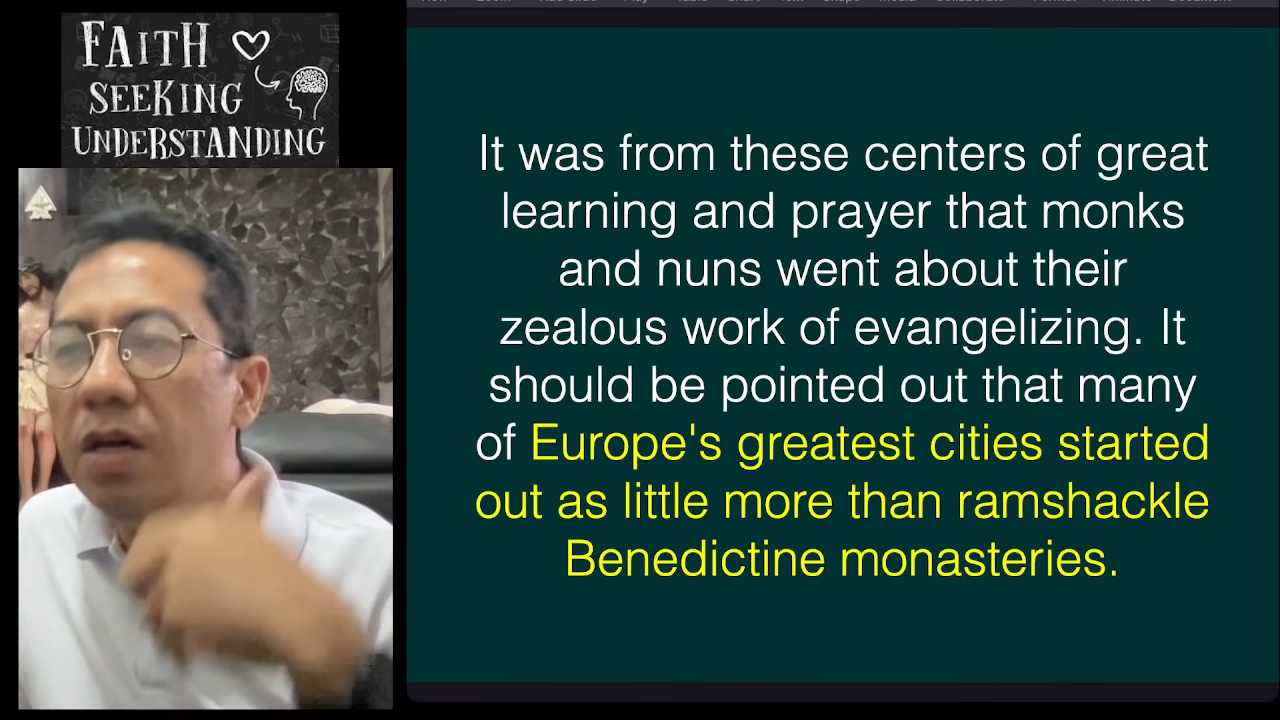 FAITH
SEEKING
UNDERSTANDING
It was from these centers of great
learning and prayer that monks
and nuns went about their
zealous work of evangelizing. It
should be pointed out that many
of Europe's greatest cities started
out as little more than ramshackle
Benedictine monasteries.